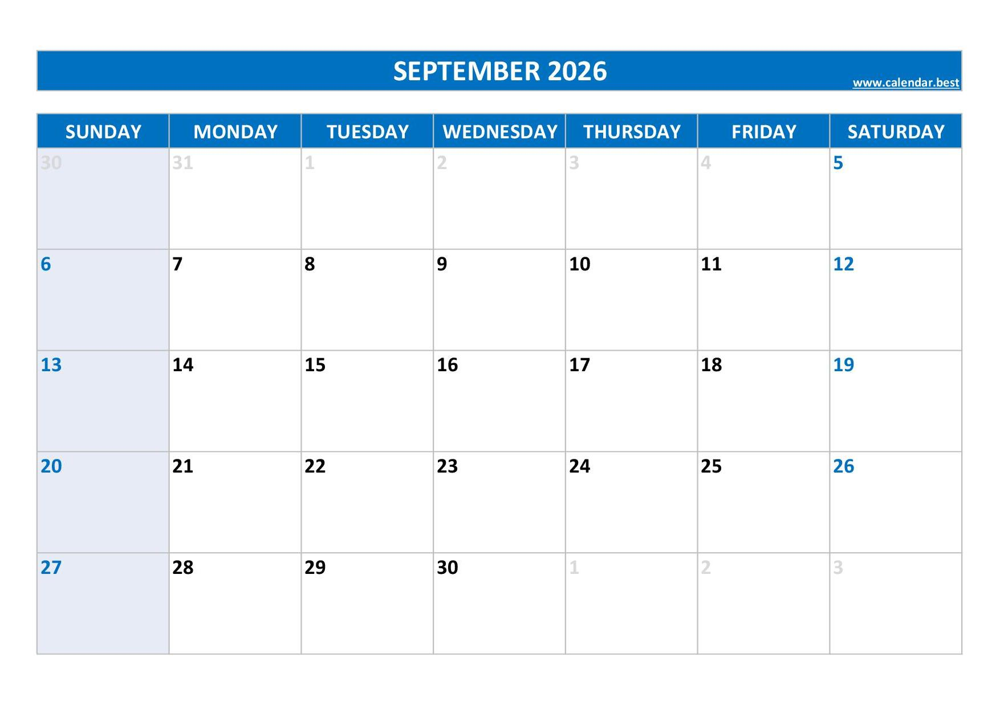 SEPTEMBER 2026
www.calendar.best
SUNDAY MONDAY TUESDAY WEDNESDAY THURSDAY FRIDAY SATURDAY
30 31 1 2 3 4 5
6 7 8 9 10 11 12
13 14 15 16 17 18 19
20 21 22 23 24 25 26
27 28 29 30 1 2 3